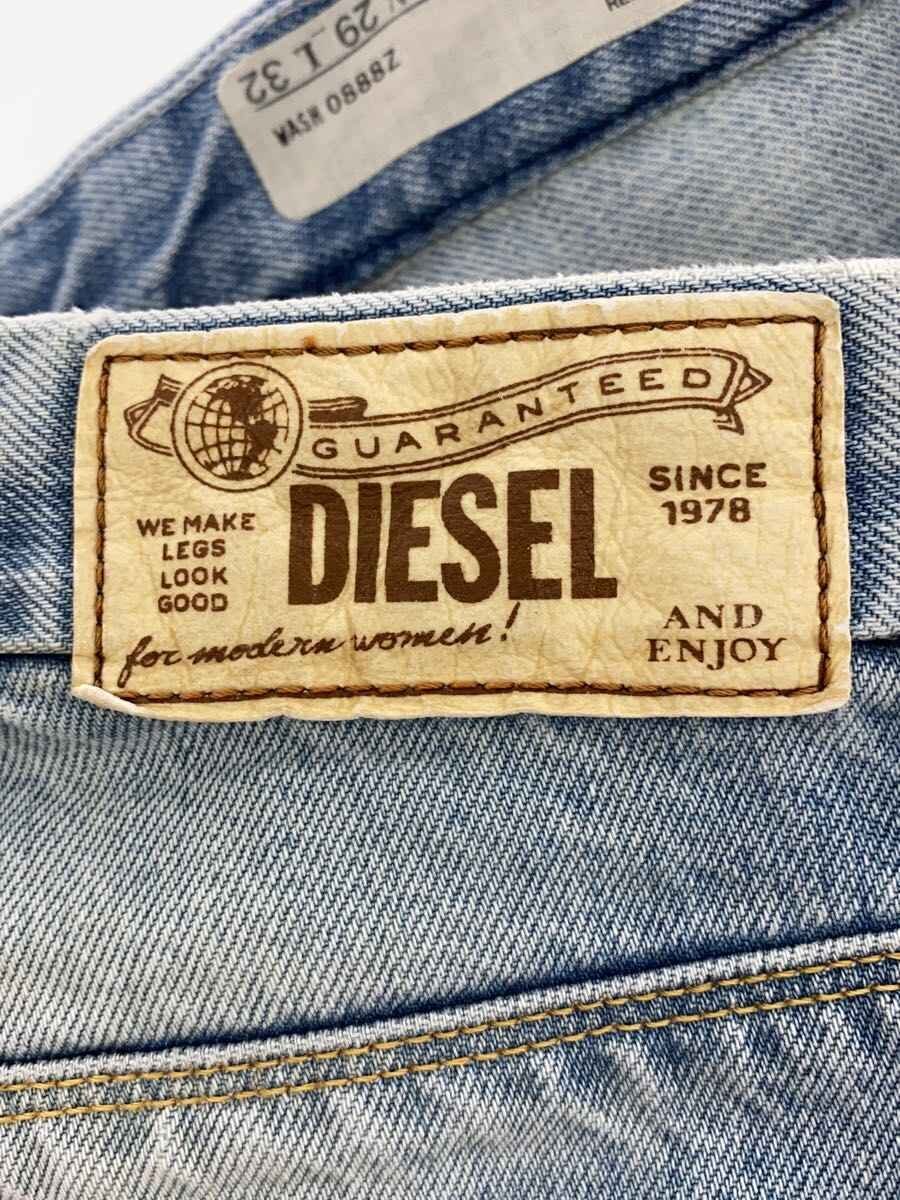 29 L 32
WASH 0888Z
GUARANTEED
DIESEL
SINCE
1978
WE MAKE
LEGS
LOOK
GOOD
for modern women!
AND
ENJOY